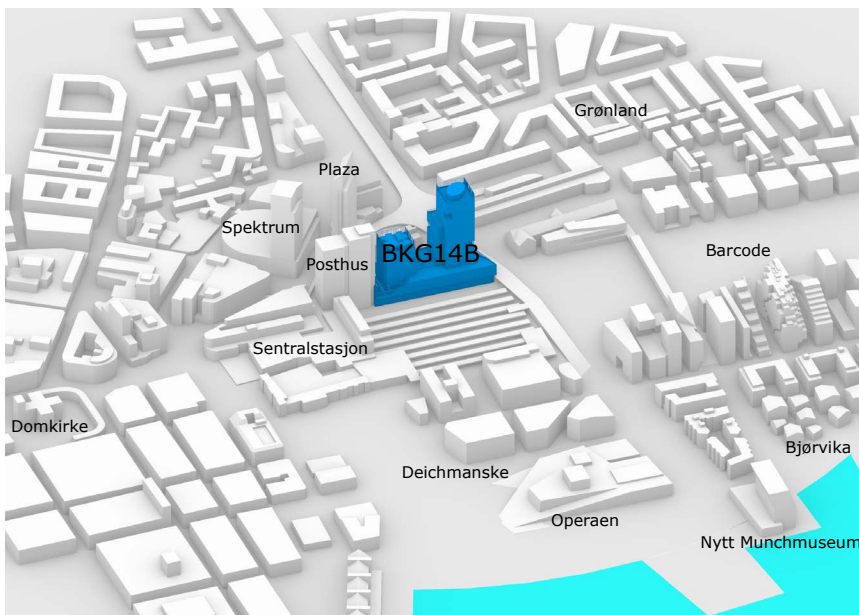 Grønland
Plaza
Spektrum
BKG14B
Barcode
Posthus
Sentralstasjon
Domkirke
Bjørvika
Deichmanske
Operaen
Nytt Munchmuseum